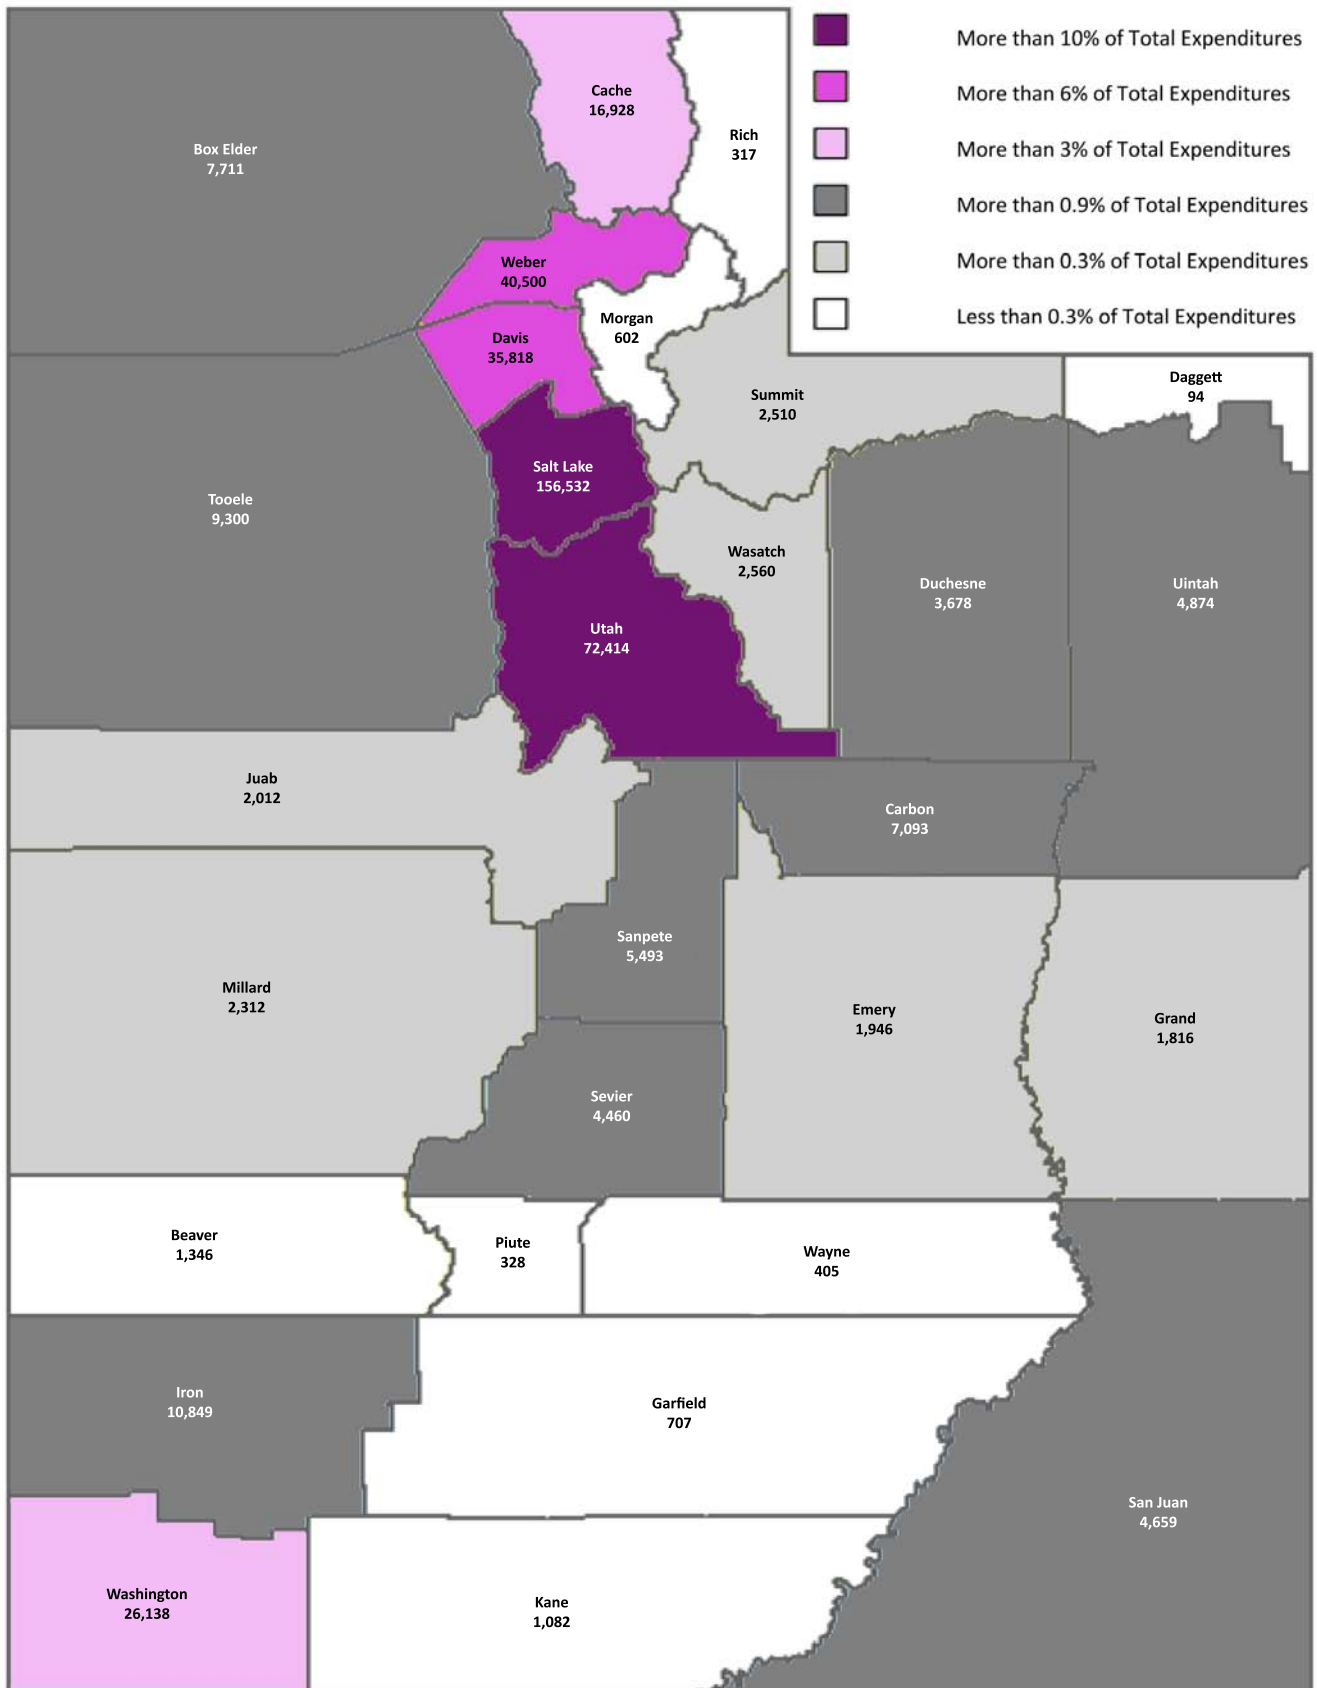 More than 10% of Total Expenditures
More than 6% of Total Expenditures
More than 3% of Total Expenditures
More than 0.9% of Total Expenditures
More than 0.3% of Total Expenditures
Less than 0.3% of Total Expenditures
Cache
16,928
Rich
317
Box Elder
7,711
Weber
40,500
Morgan
602
Davis
35,818
Daggett
94
Summit
2,510
Salt Lake
156,532
Tooele
9,300
Wasatch
2,560
Duchesne
3,678
Uintah
4,874
Utah
72,414
Juab
2,012
Carbon
7,093
Sanpete
5,493
Millard
2,312
Emery
1,946
Grand
1,816
Sevier
4,460
Beaver
1,346
Piute
328
Wayne
405
Iron
10,849
Garfield
707
San Juan
4,659
Washington
26,138
Kane
1,082